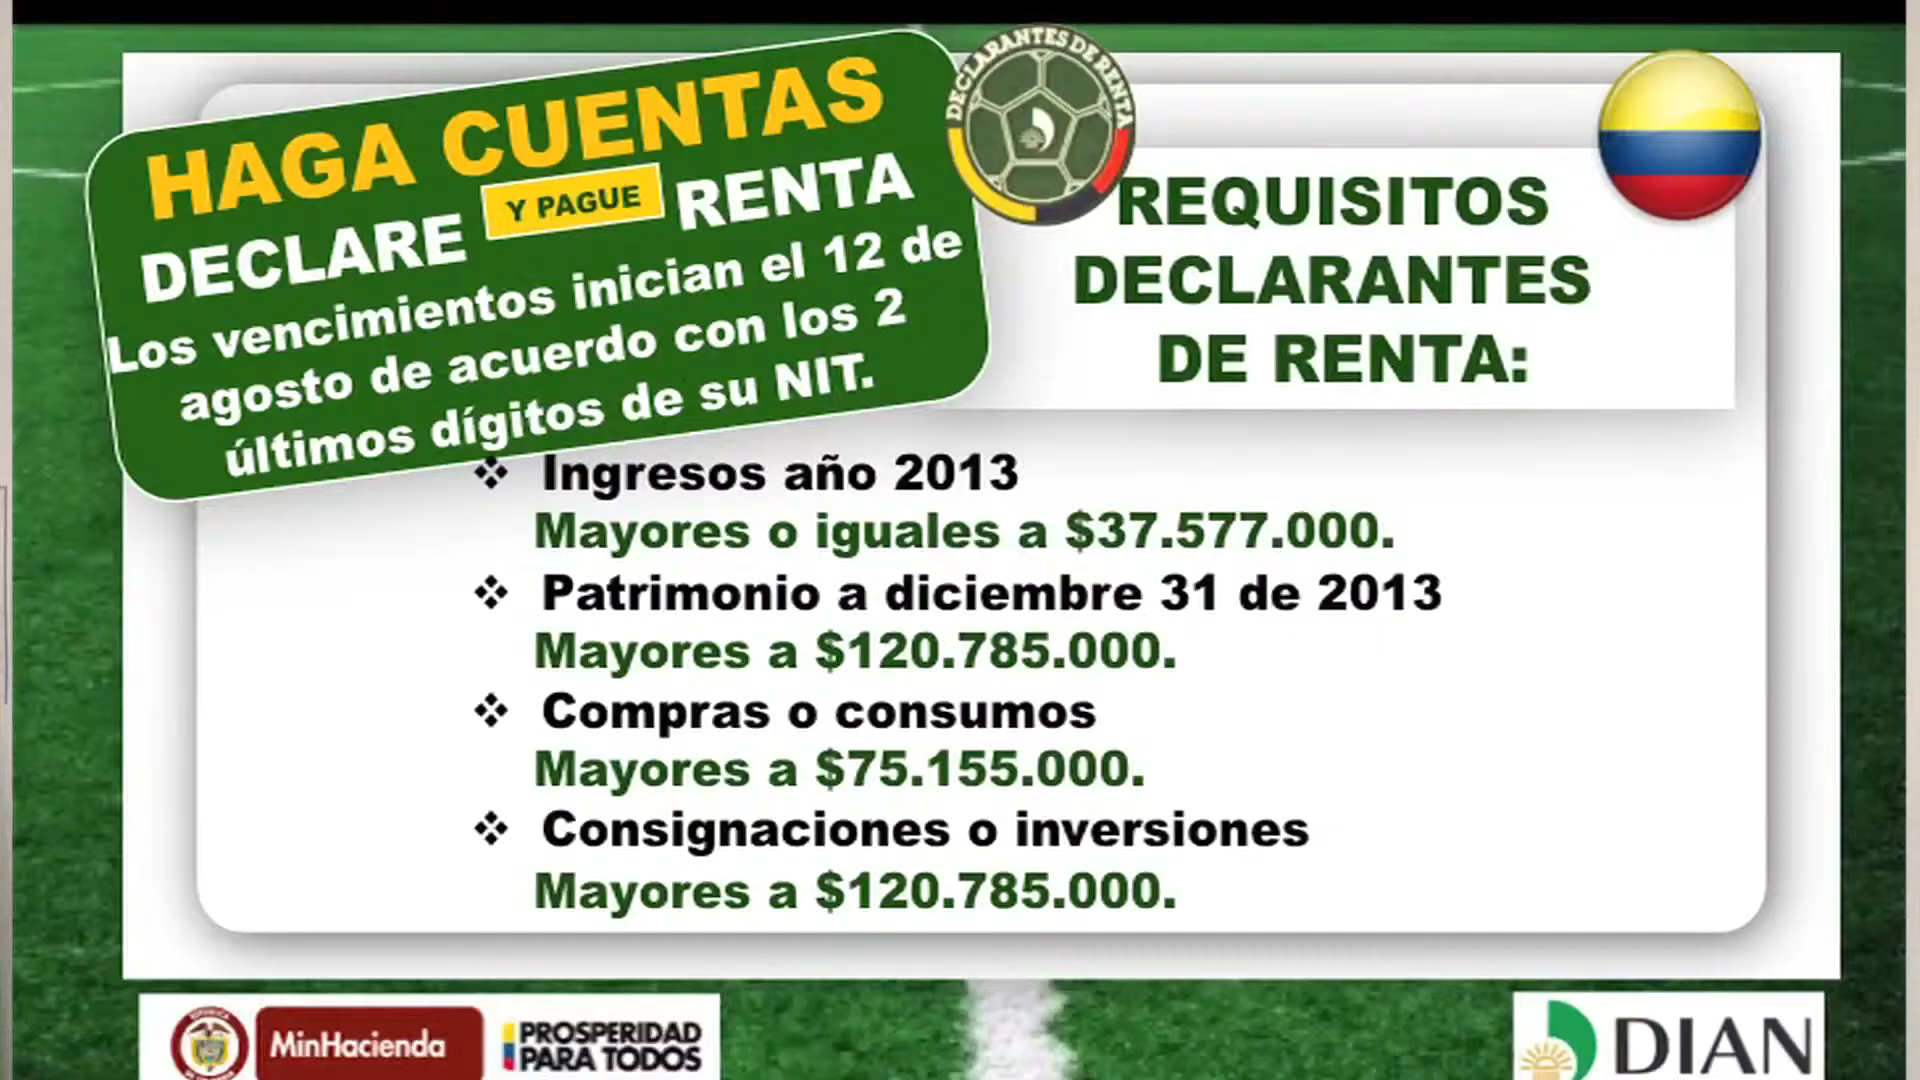 HAGA CUENTAS
DECLARE Y PAGUE RENTA
Los vencimientos inician el 12 de
agosto de acuerdo con los 2
últimos dígitos de su NIT.
DECLARANTES DE RENTA
REQUISITOS
DECLARANTES
DE RENTA:
❖ Ingresos año 2013
Mayores o iguales a $37.577.000.
❖ Patrimonio a diciembre 31 de 2013
Mayores a $120.785.000.
❖ Compras o consumos
Mayores a $75.155.000.
❖ Consignaciones o inversiones
Mayores a $120.785.000.
MinHacienda
PROSPERIDAD
PARA TODOS
DIAN